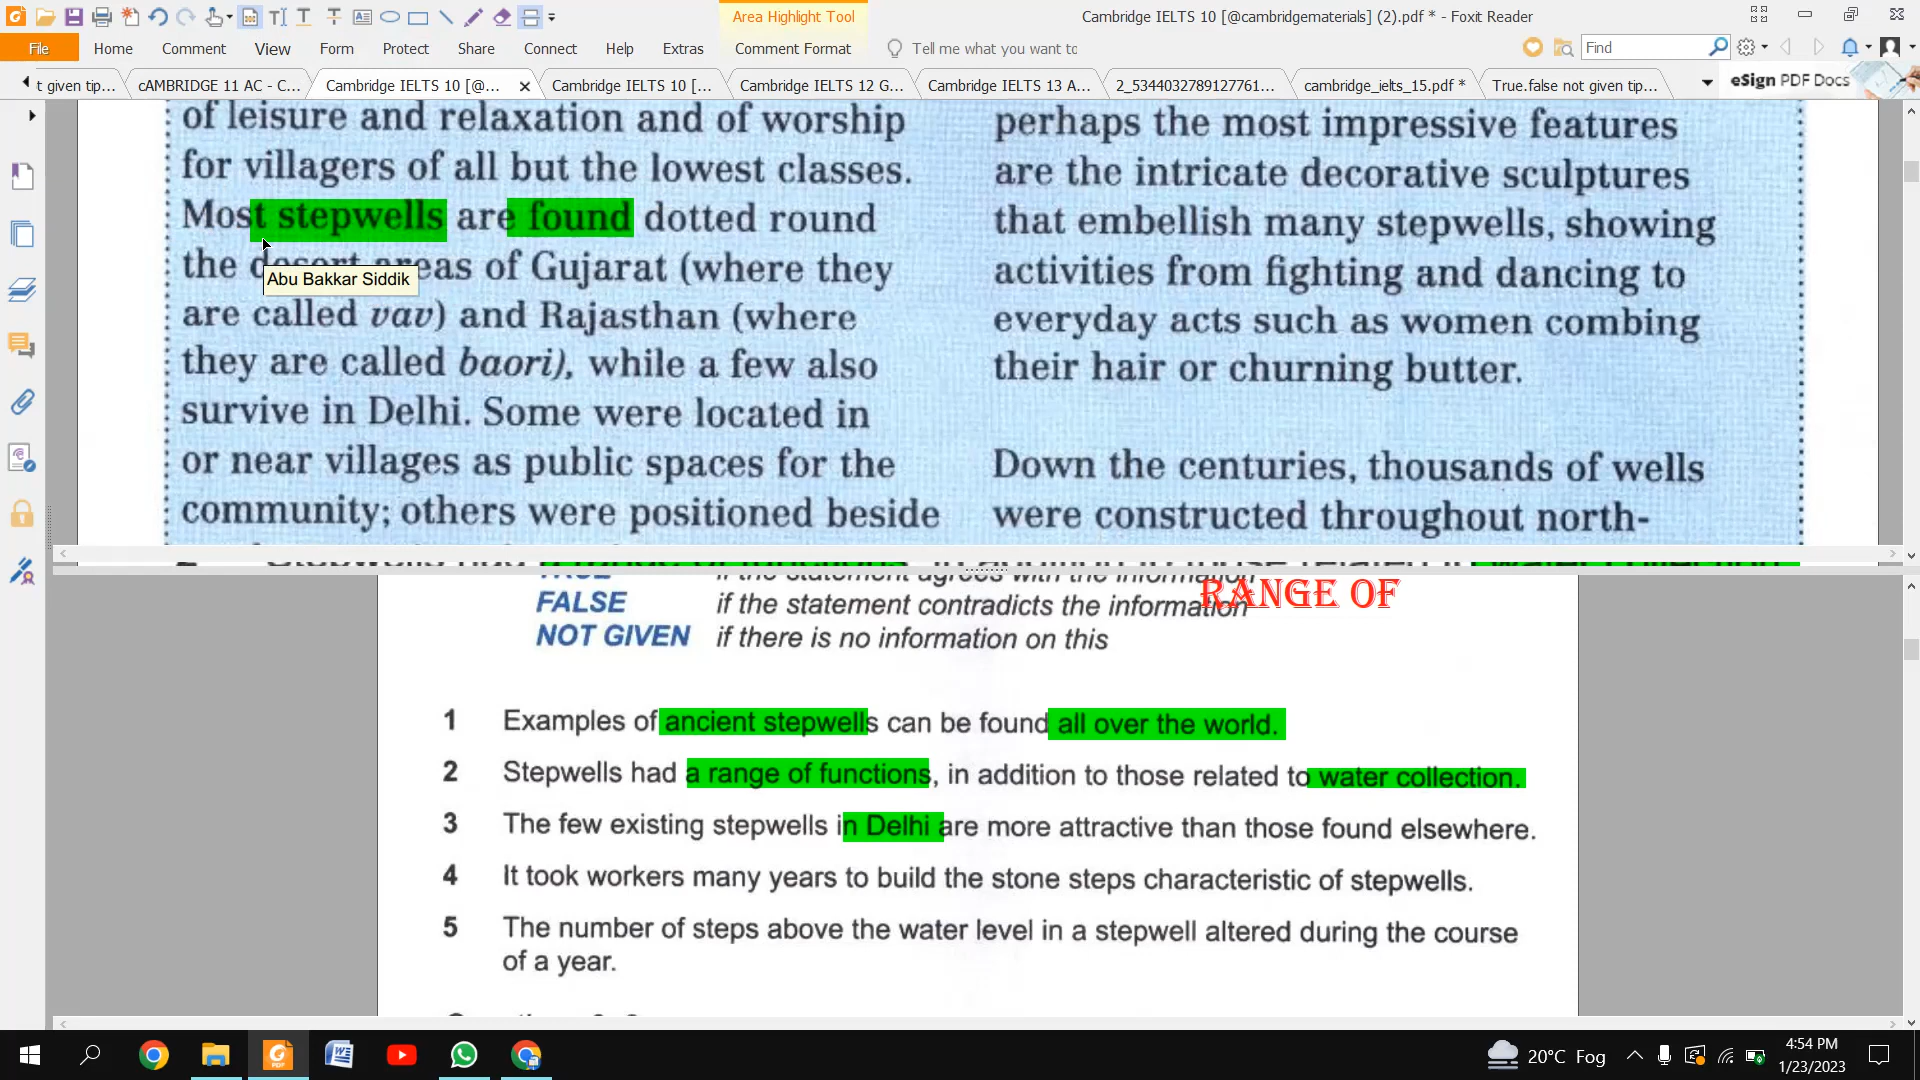 Area Highlight Tool
Cambridge IELTS 10 [@cambridgematerials] (2).pdf * - Foxit Reader
File Home Comment View Form Protect Share Connect Help Extras Comment Format Tell me what you want to Find
t given tip... cAMBRIDGE 11 AC - C... Cambridge IELTS 10 [@... Cambridge IELTS 10 [... Cambridge IELTS 12 G... Cambridge IELTS 13 A... 2_5344032789127761... cambridge_ielts_15.pdf * True.false not given tip... eSign PDF Docs
of leisure and relaxation and of worship
for villagers of all but the lowest classes.
Most stepwells are found dotted round
the desert areas of Gujarat (where they
Abu Bakkar Siddik
are called vav) and Rajasthan (where
they are called baori), while a few also
survive in Delhi. Some were located in
or near villages as public spaces for the
community; others were positioned beside
perhaps the most impressive features
are the intricate decorative sculptures
that embellish many stepwells, showing
activities from fighting and dancing to
everyday acts such as women combing
their hair or churning butter.
Down the centuries, thousands of wells
were constructed throughout north-
TRUE if the statement agrees with the information
RANGE OF
FALSE if the statement contradicts the information
NOT GIVEN if there is no information on this
1 Examples of ancient stepwells can be found all over the world.
2 Stepwells had a range of functions, in addition to those related to water collection.
3 The few existing stepwells in Delhi are more attractive than those found elsewhere.
4 It took workers many years to build the stone steps characteristic of stepwells.
5 The number of steps above the water level in a stepwell altered during the course
of a year.
20°C Fog
4:54 PM
1/23/2023